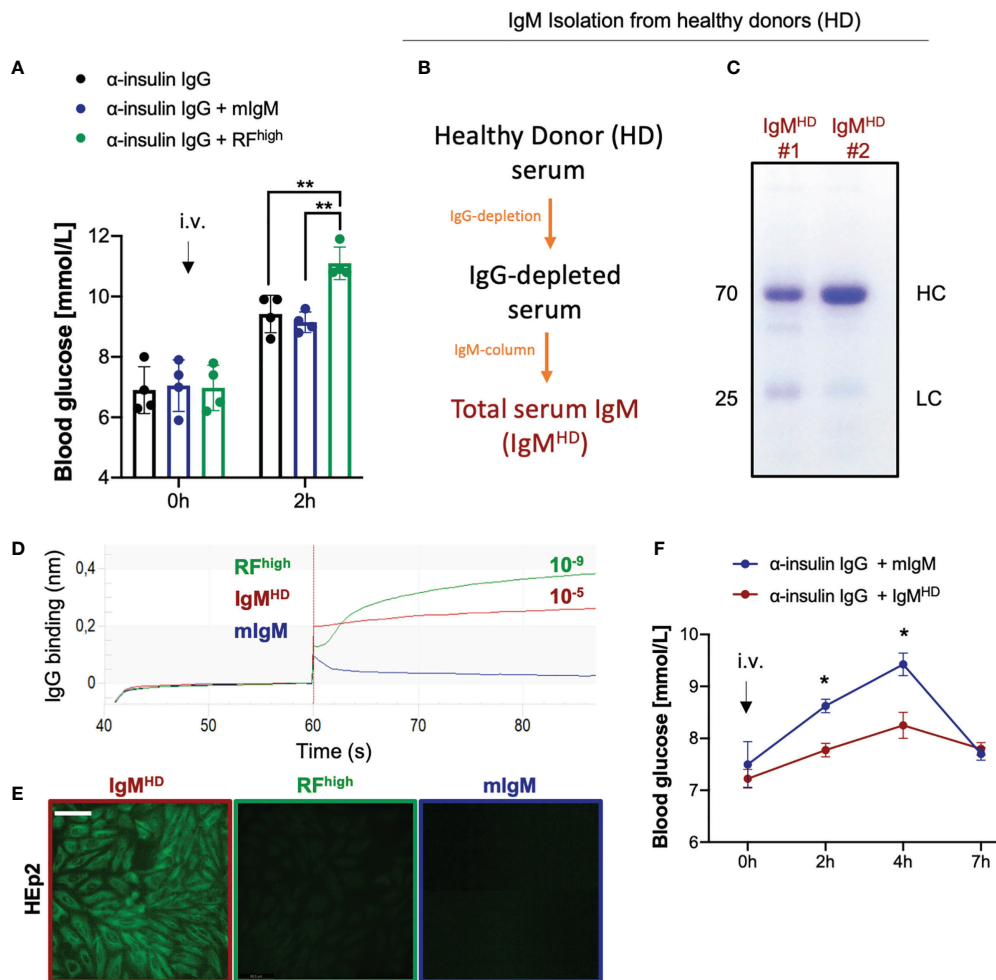 IgM Isolation from healthy donors (HD)
A
α-insulin IgG
α-insulin IgG + mIgM
α-insulin IgG + RFhigh
Blood glucose [mmol/L]
12
10
8
6
4
i.v.
**
**
0h
2h
B
Healthy Donor (HD)
serum
IgG-depletion
IgG-depleted
serum
IgM-column
Total serum IgM
(IgMHD)
C
IgMHD IgMHD
#1 #2
70 HC
25 LC
D
IgG binding (nm)
0,4
0,2
0
RFhigh
IgMHD
mIgM
10-9
10-5
40 50 60 70 80
Time (s)
E
IgMHD RFhigh mIgM
HEp2
F
α-insulin IgG + mIgM
α-insulin IgG + IgMHD
Blood glucose [mmol/L]
10
9
8
7
6
i.v.
*
*
0h 2h 4h 7h